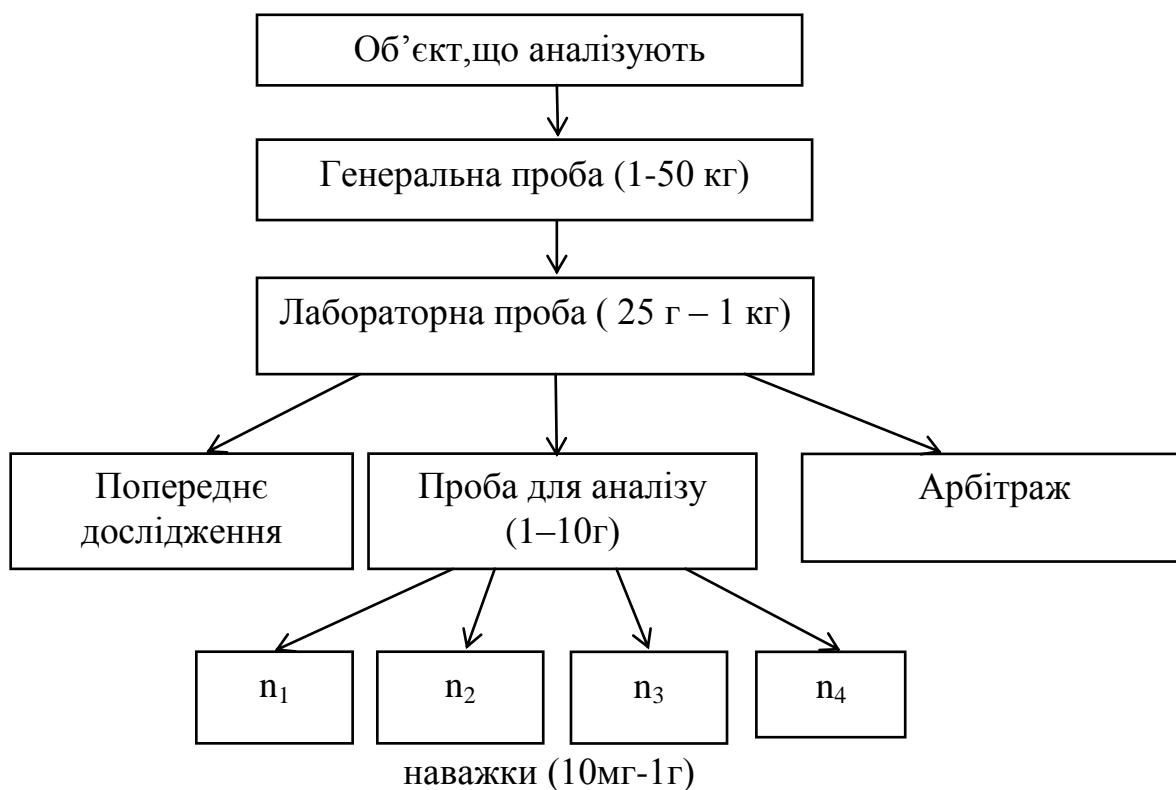 Об’єкт,що аналізують
Генеральна проба (1-50 кг)
Лабораторна проба ( 25 г – 1 кг)
Попереднє
дослідження
Проба для аналізу
(1–10г)
Арбітраж
n₁
n₂
n₃
n₄
наважки (10мг-1г)